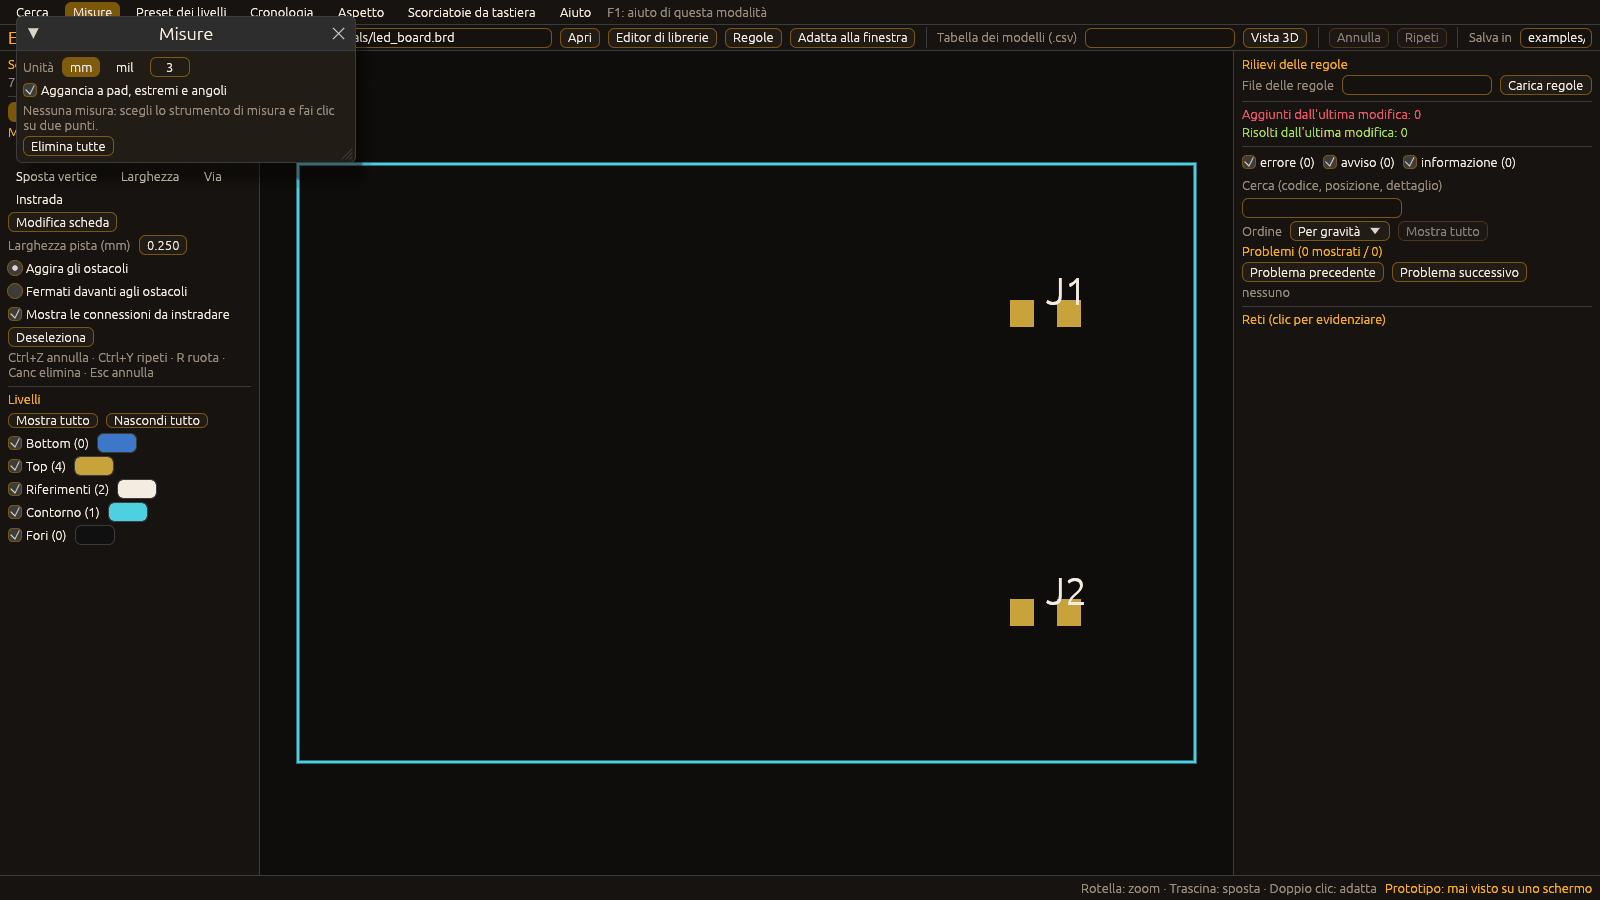 Cerca Misure Preset dei livelli Cronologia Aspetto Scorciatoie da tastiera Aiuto F1: aiuto di questa modalità
als/led_board.brd Apri Editor di librerie Regole Adatta alla finestra Tabella dei modelli (.csv) Vista 3D Annulla Ripeti Salva in examples/
Misure
Unità mm mil 3
Aggancia a pad, estremi e angoli
Nessuna misura: scegli lo strumento di misura e fai clic
su due punti.
Elimina tutte
Sposta vertice Larghezza Via
Instrada
Modifica scheda
Larghezza pista (mm) 0.250
Aggira gli ostacoli
Fermati davanti agli ostacoli
Mostra le connessioni da instradare
Deseleziona
Ctrl+Z annulla · Ctrl+Y ripeti · R ruota ·
Canc elimina · Esc annulla
Livelli
Mostra tutto Nascondi tutto
Bottom (0)
Top (4)
Riferimenti (2)
Contorno (1)
Fori (0)
J1
J2
Rilievi delle regole
File delle regole Carica regole
Aggiunti dall'ultima modifica: 0
Risolti dall'ultima modifica: 0
errore (0) avviso (0) informazione (0)
Cerca (codice, posizione, dettaglio)
Ordine Per gravità Mostra tutto
Problemi (0 mostrati / 0)
Problema precedente Problema successivo
nessuno
Reti (clic per evidenziare)
Rotella: zoom · Trascina: sposta · Doppio clic: adatta Prototipo: mai visto su uno schermo